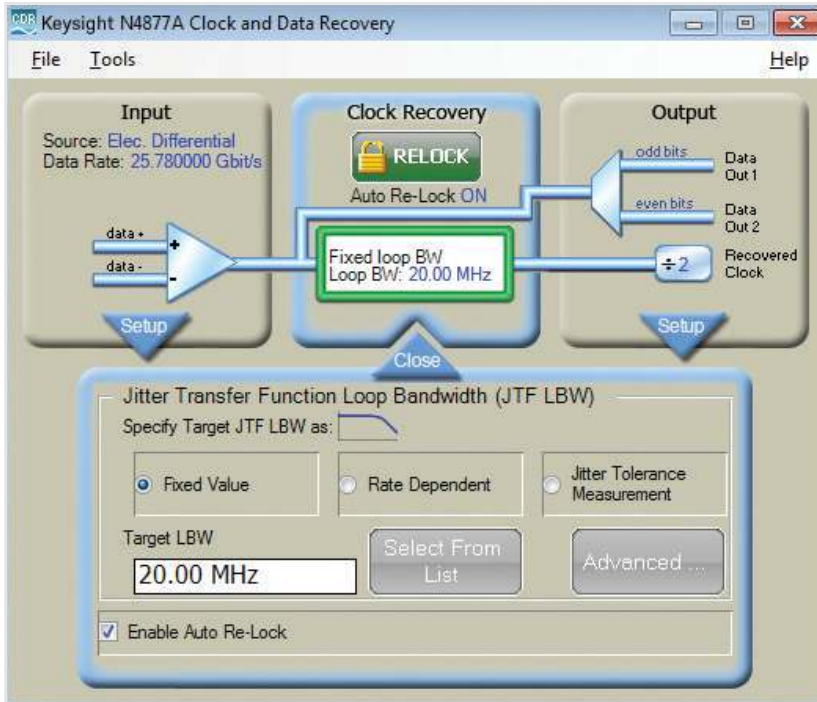 CDR Keysight N4877A Clock and Data Recovery
File Tools Help
Input
Source: Elec. Differential
Data Rate: 25.780000 Gbit/s
data +
+
data -
-
Setup
Clock Recovery
RELOCK
Auto Re-Lock ON
Fixed loop BW
Loop BW: 20.00 MHz
Close
Output
odd bits
Data
Out 1
even bits
Data
Out 2
÷2
Recovered
Clock
Setup
Jitter Transfer Function Loop Bandwidth (JTF LBW)
Specify Target JTF LBW as:
Fixed Value
Rate Dependent
Jitter Tolerance
Measurement
Target LBW
20.00 MHz
Select From
List
Advanced ...
Enable Auto Re-Lock